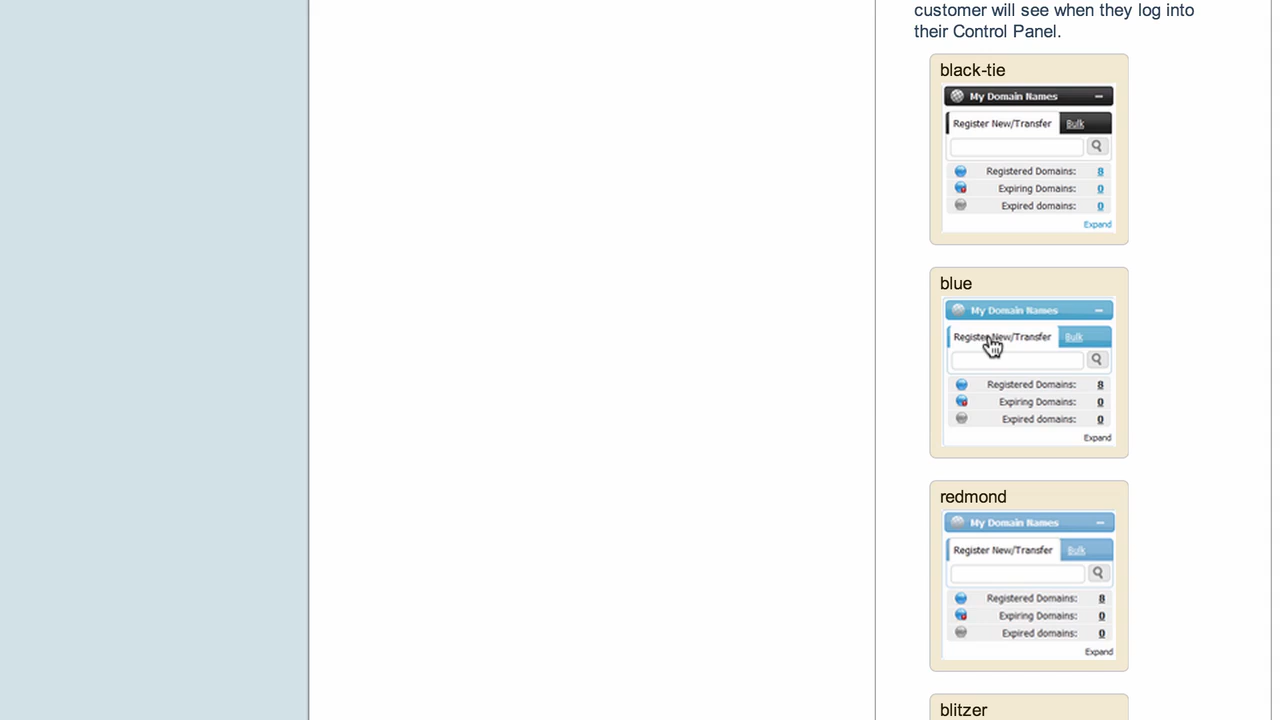 customer will see when they log into
their Control Panel.
black-tie
My Domain Names
Register New/Transfer Bulk
Registered Domains: 8
Expiring Domains: 0
Expired domains: 0
Expand
blue
My Domain Names
Register New/Transfer Bulk
Registered Domains: 8
Expiring Domains: 0
Expired domains: 0
Expand
redmond
My Domain Names
Register New/Transfer Bulk
Registered Domains: 8
Expiring Domains: 0
Expired domains: 0
Expand
blitzer